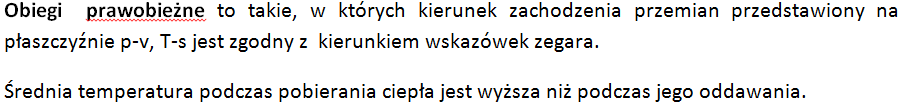 Obiegi prawobieżne to takie, w których kierunek zachodzenia przemian przedstawiony na
płaszczyźnie p-v, T-s jest zgodny z kierunkiem wskazówek zegara.
Średnia temperatura podczas pobierania ciepła jest wyższa niż podczas jego oddawania.